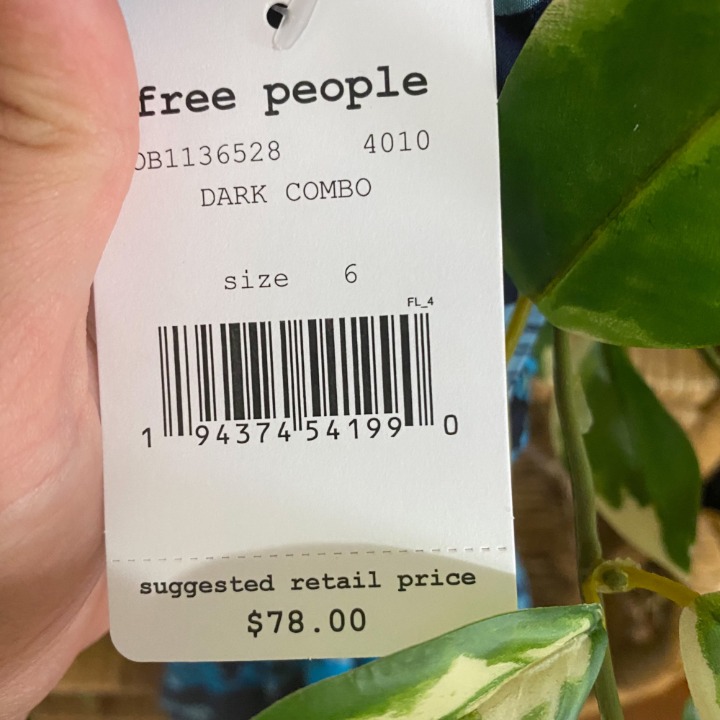 free people
OB1136528 4010
DARK COMBO
size 6
FL_4
1 94374 54199 0
suggested retail price
$78.00